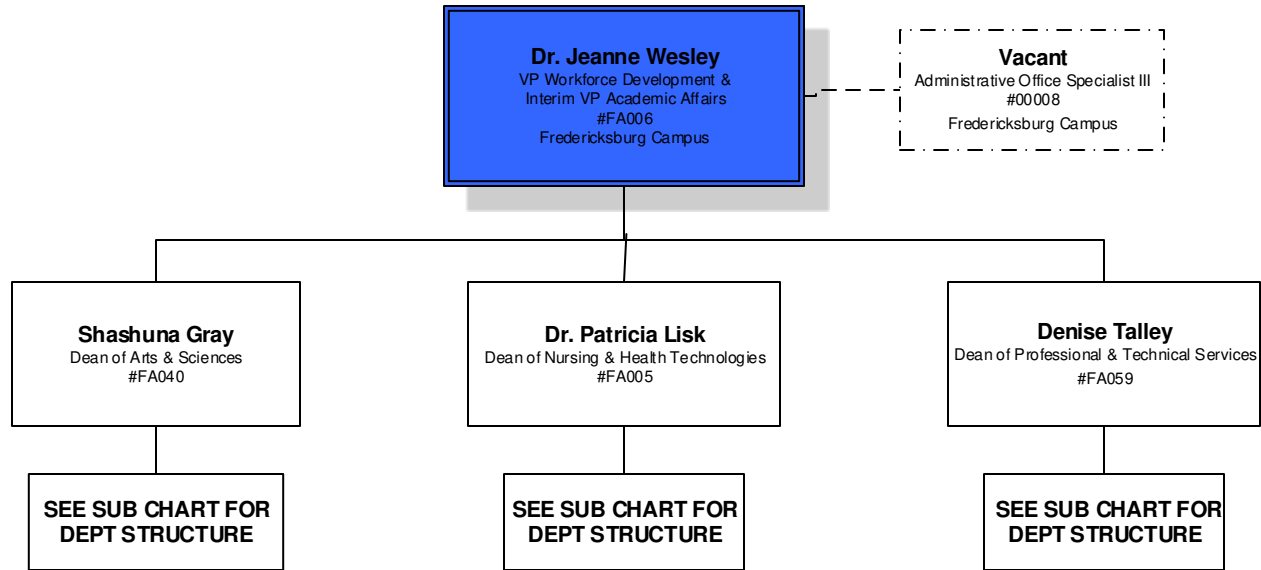 Dr. Jeanne Wesley
VP Workforce Development &
Interim VP Academic Affairs
#FA006
Fredericksburg Campus
Vacant
Administrative Office Specialist III
#00008
Fredericksburg Campus
Shashuna Gray
Dean of Arts & Sciences
#FA040
Dr. Patricia Lisk
Dean of Nursing & Health Technologies
#FA005
Denise Talley
Dean of Professional & Technical Services
#FA059
SEE SUB CHART FOR
DEPT STRUCTURE
SEE SUB CHART FOR
DEPT STRUCTURE
SEE SUB CHART FOR
DEPT STRUCTURE